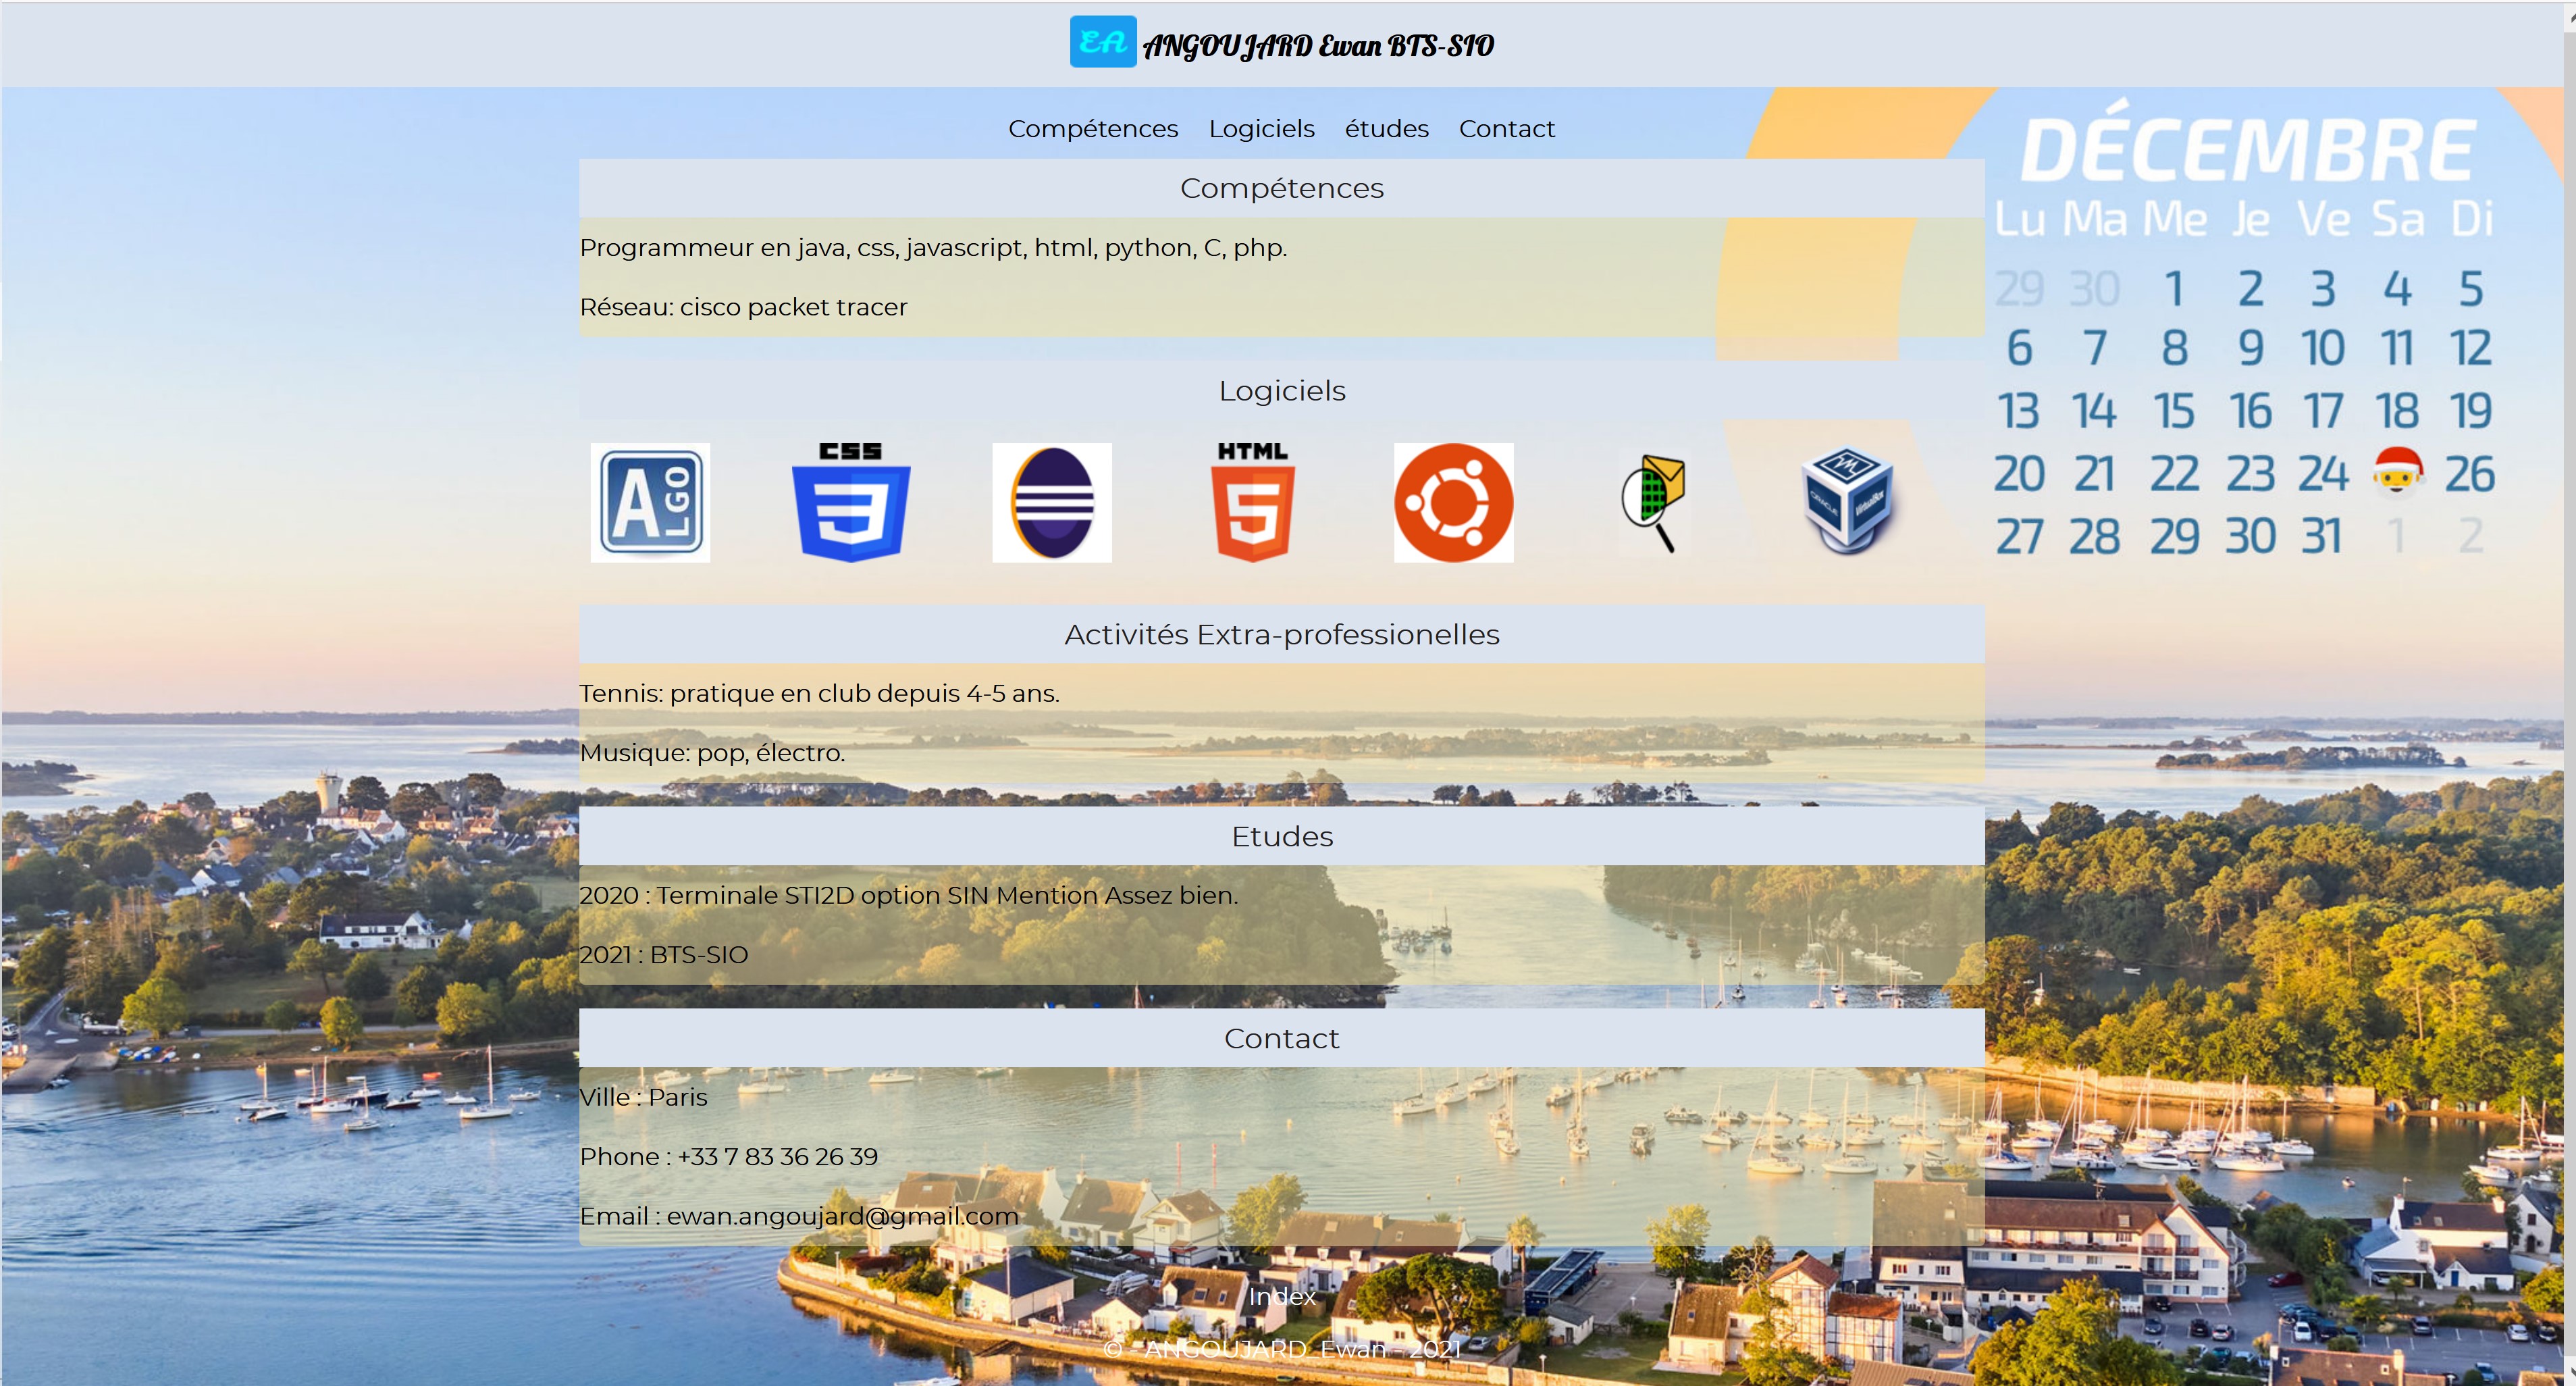 EA ANGOUJARD Ewan BTS-SIO
Compétences Logiciels études Contact
DÉCEMBRE
Lu Ma Me Je Ve Sa Di
29 30 1 2 3 4 5
6 7 8 9 10 11 12
13 14 15 16 17 18 19
20 21 22 23 24 26
27 28 29 30 31 1 2
Compétences
Programmeur en java, css, javascript, html, python, C, php.
Réseau: cisco packet tracer
Logiciels
ALGO
CSS
3
HTML
5
ORACLE VirtualBox
Activités Extra-professionelles
Tennis: pratique en club depuis 4-5 ans.
Musique: pop, électro.
Etudes
2020 : Terminale STI2D option SIN Mention Assez bien.
2021 : BTS-SIO
Contact
Ville : Paris
Phone : +33 7 83 36 26 39
Email : ewan.angoujard@gmail.com
Index
© - ANGOUJARD_Ewan - 2021